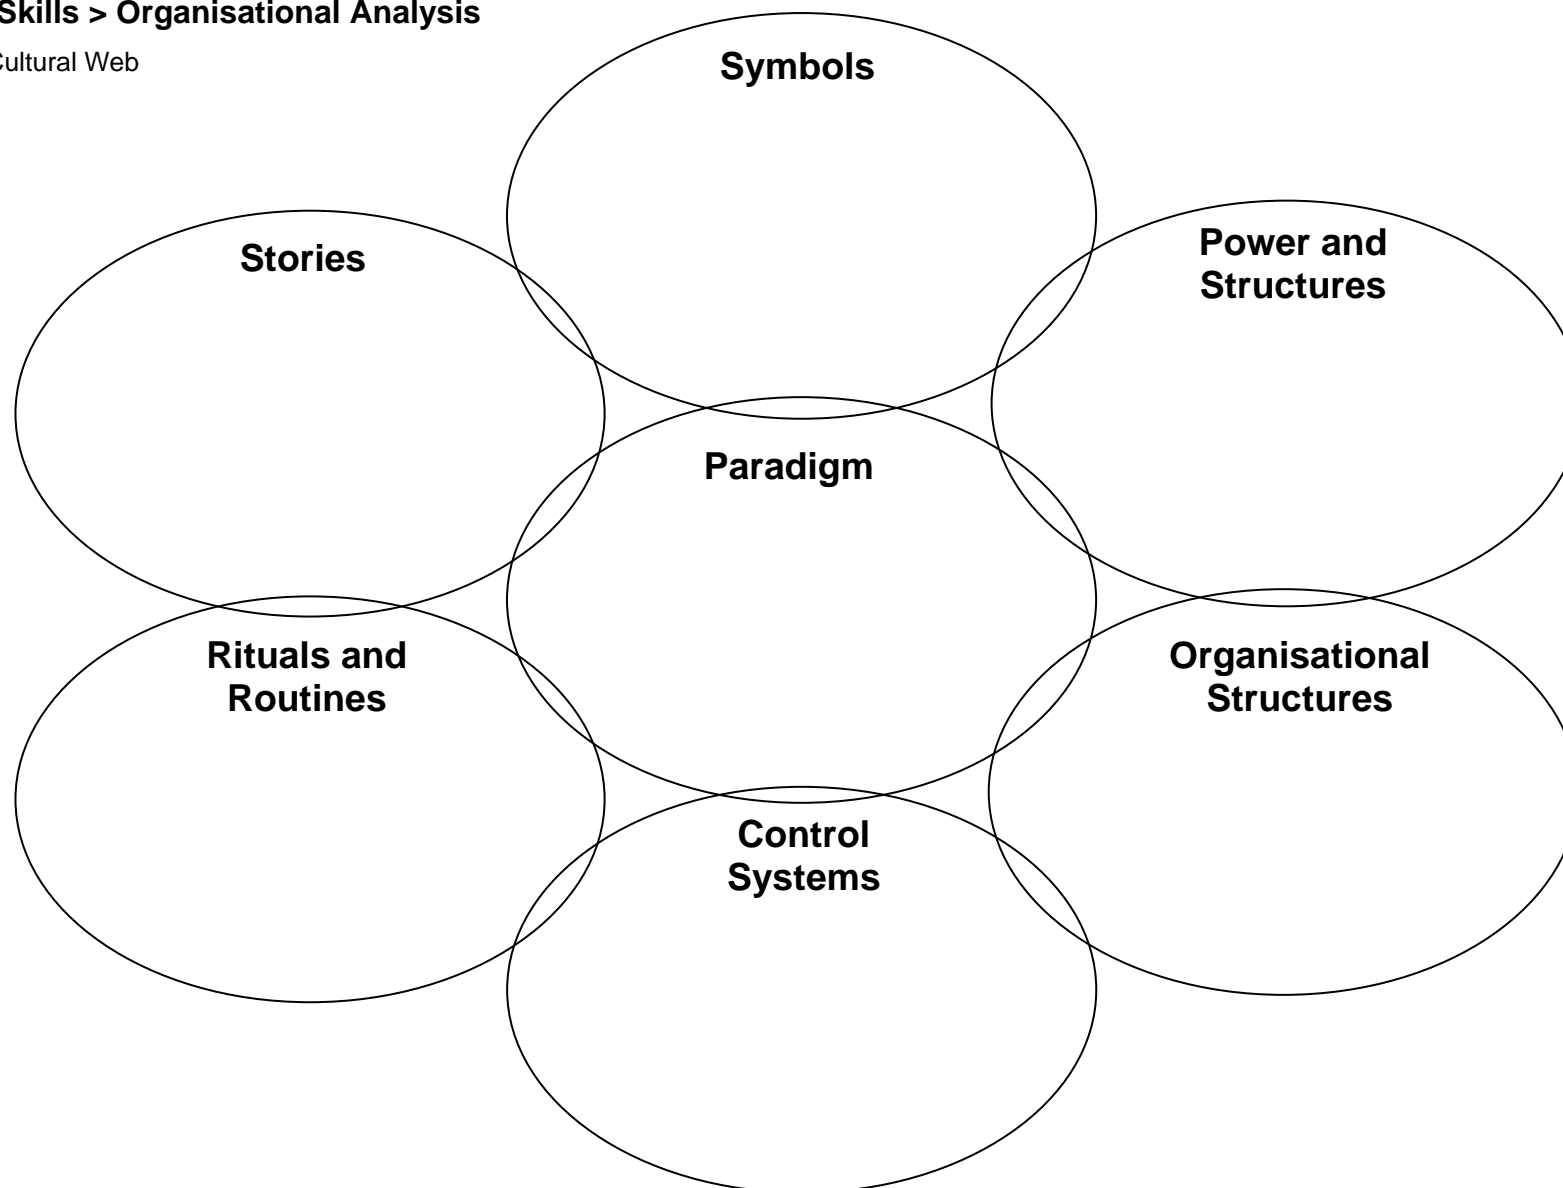 Skills > Organisational Analysis
Cultural Web
Symbols
Stories
Power and
Structures
Paradigm
Rituals and
Routines
Organisational
Structures
Control
Systems